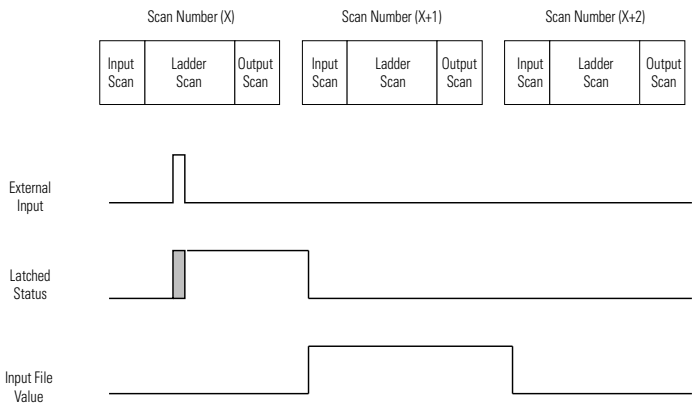 Scan Number (X)
Scan Number (X+1)
Scan Number (X+2)
Input
Scan
Ladder
Scan
Output
Scan
Input
Scan
Ladder
Scan
Output
Scan
Input
Scan
Ladder
Scan
Output
Scan
External
Input
Latched
Status
Input File
Value